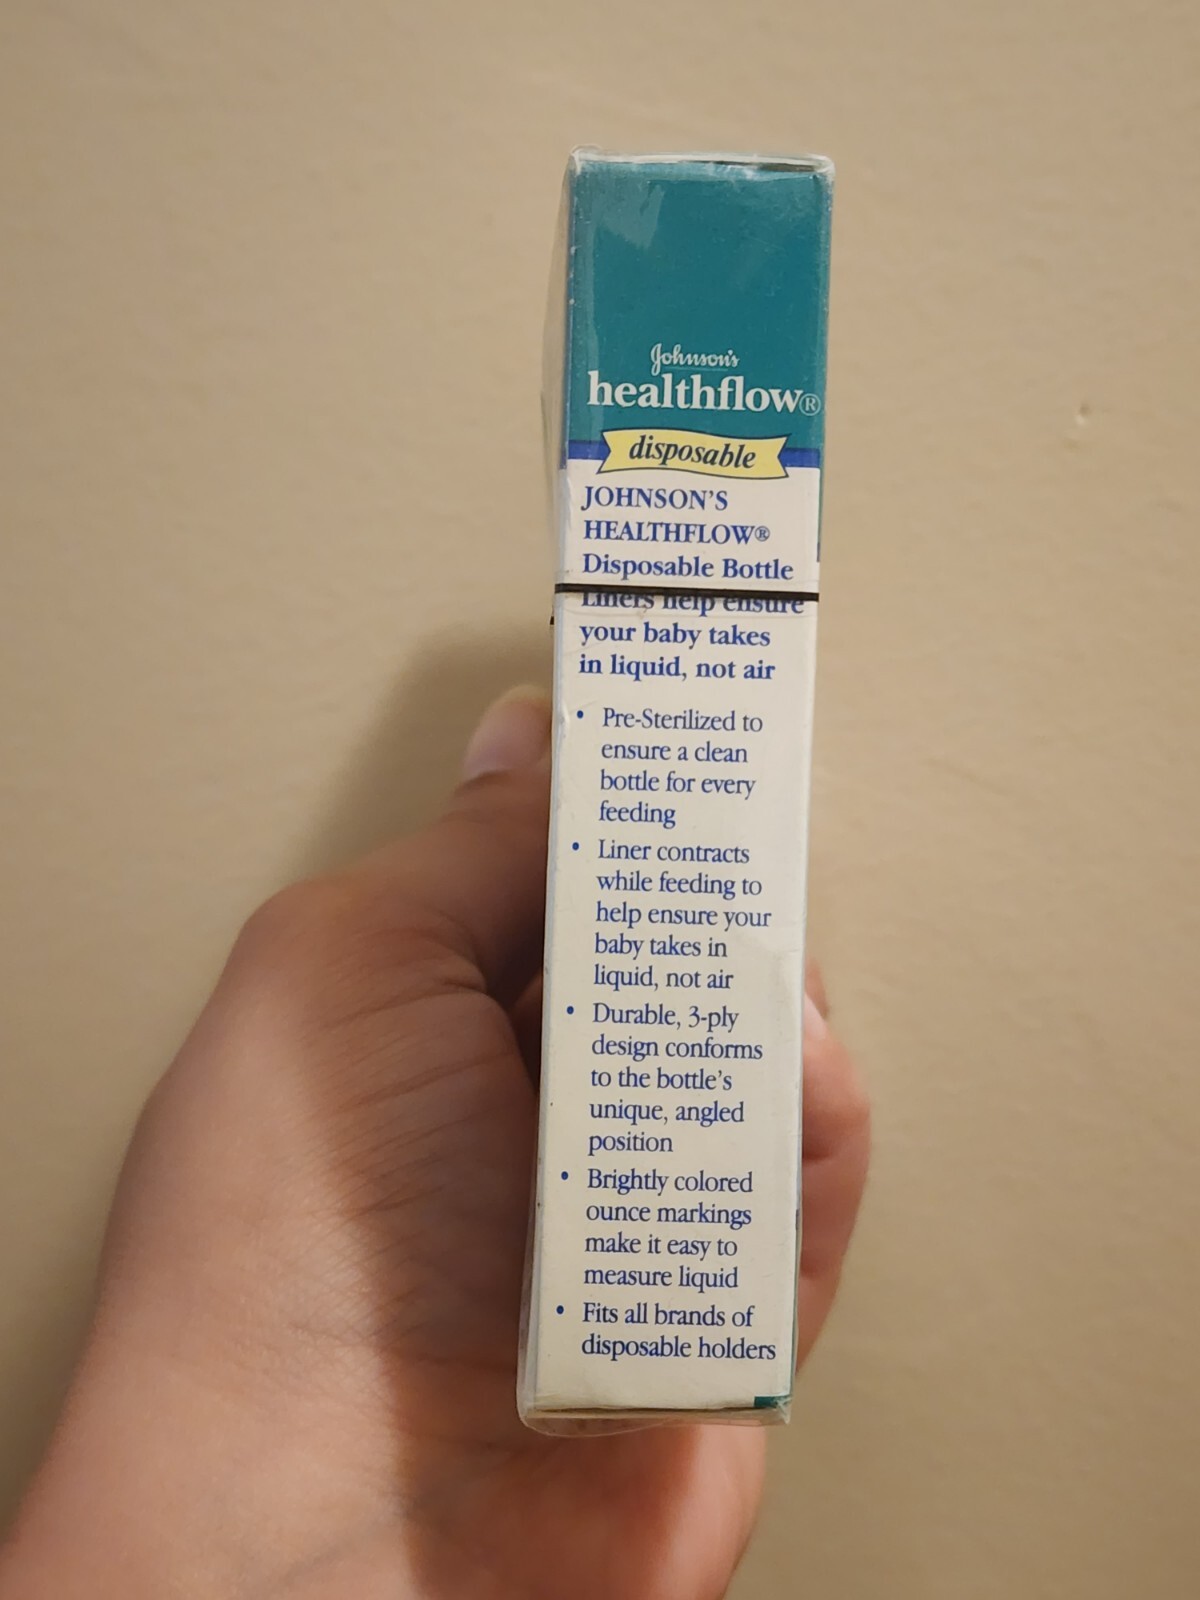 Johnson's
healthflow®
disposable
JOHNSON'S
HEALTHFLOW®
Disposable Bottle
Liners help ensure
your baby takes
in liquid, not air
• Pre-Sterilized to
ensure a clean
bottle for every
feeding
• Liner contracts
while feeding to
help ensure your
baby takes in
liquid, not air
• Durable, 3-ply
design conforms
to the bottle's
unique, angled
position
• Brightly colored
ounce markings
make it easy to
measure liquid
• Fits all brands of
disposable holders